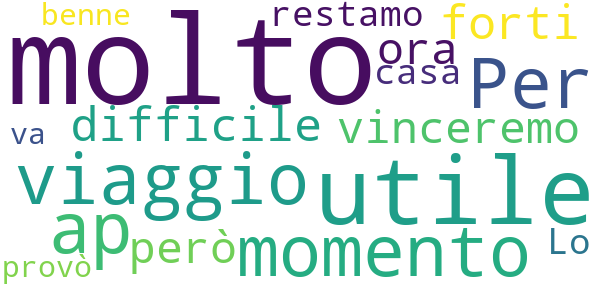 benne restamo forti
molto ora
casa Per
va difficile vinceremo
viaggio utile
ap però momento Lo
provò